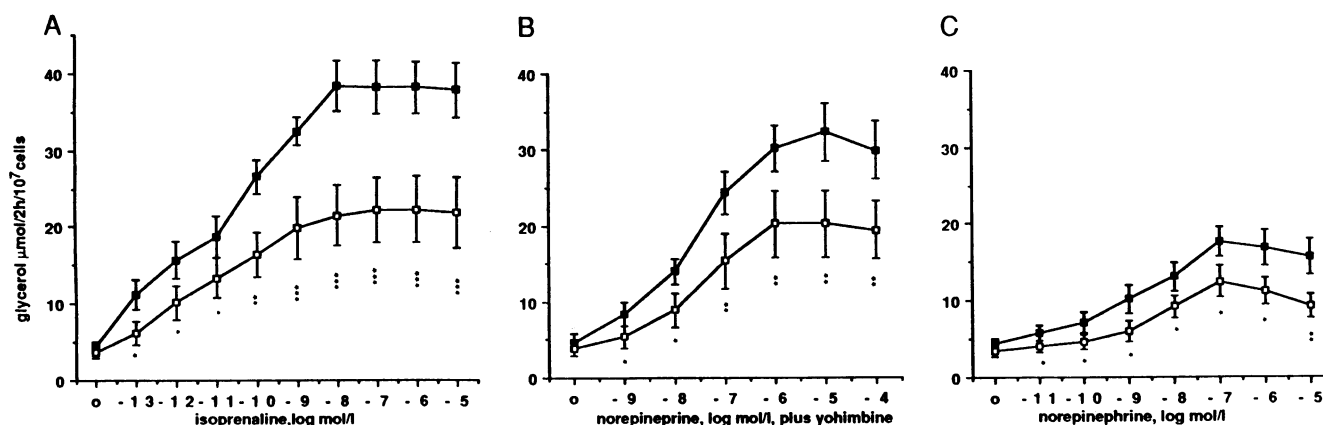 A
B
C
glycerol µmol/2h/10⁷cells
40
30
20
10
0
o -13 -12 -11 -10 -9 -8 -7 -6 -5
isoprenaline,log mol/l
40
30
20
10
0
o -9 -8 -7 -6 -5 -4
norepineprine, log mol/l, plus yohimbine
40
30
20
10
0
o -11 -10 -9 -8 -7 -6 -5
norepinephrine, log mol/l